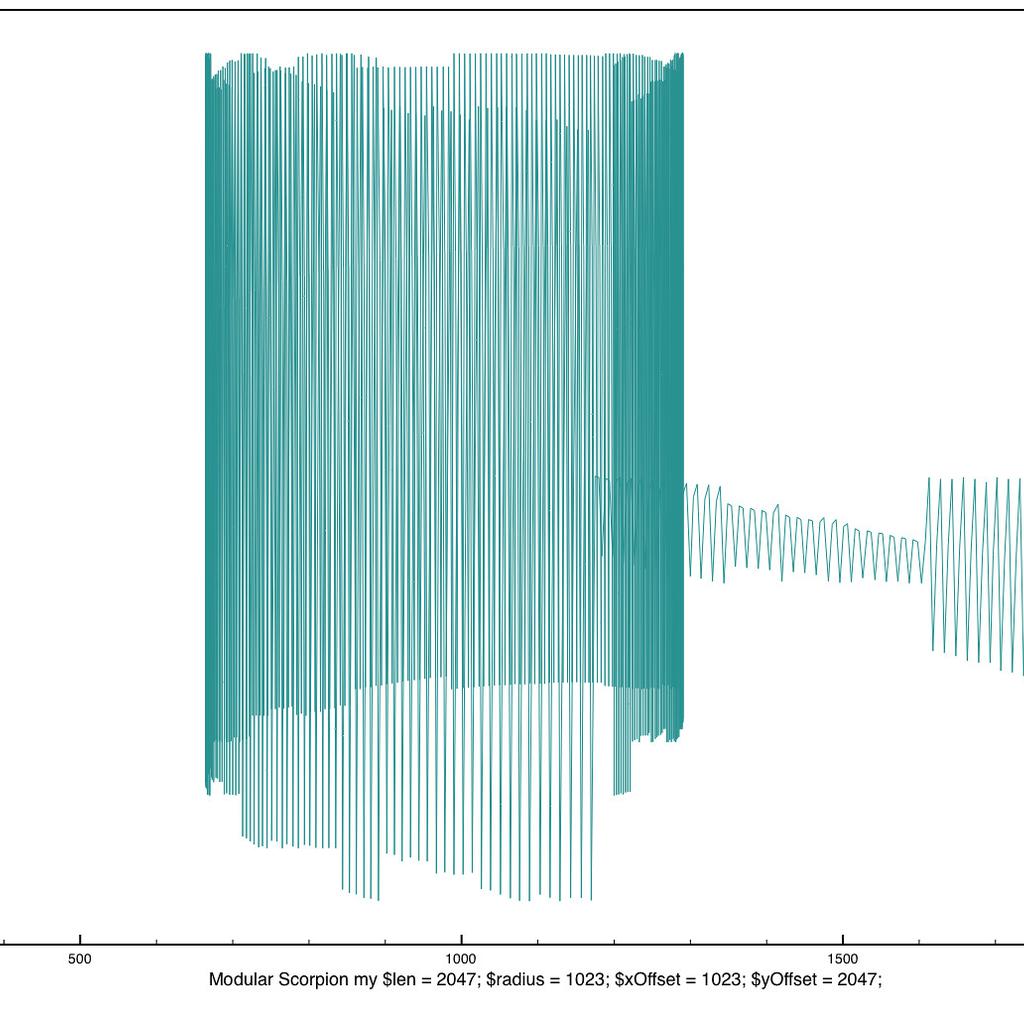 500 1000 1500
Modular Scorpion my $len = 2047; $radius = 1023; $xOffset = 1023; $yOffset = 2047;